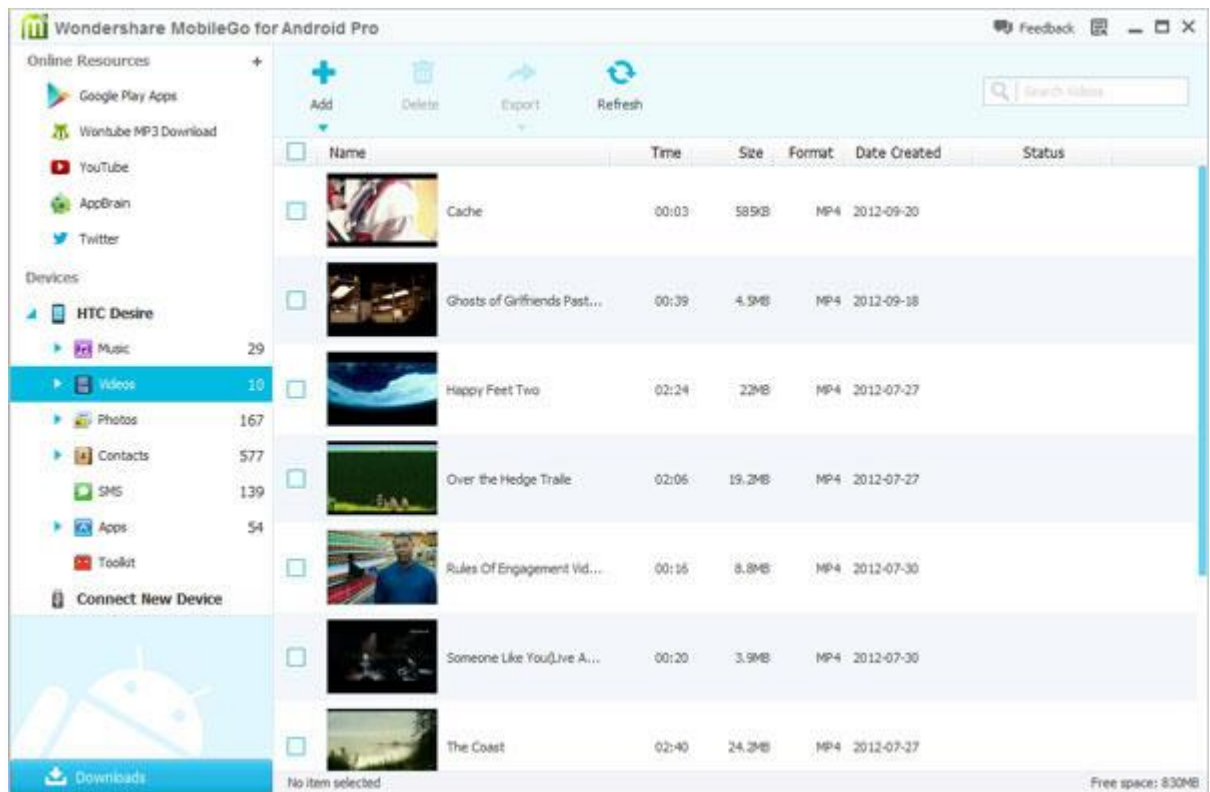 Wondershare MobileGo for Android Pro
Feedback
Online Resources +
Google Play Apps
Wontube MP3 Download
YouTube
AppBrain
Twitter
Devices
HTC Desire
Music 29
Videos 10
Photos 167
Contacts 577
SMS 139
Apps 54
Toolkit
Connect New Device
Downloads
Add Delete Export Refresh
Search Videos
Name Time Size Format Date Created Status
Cache 00:03 585KB MP4 2012-09-20
Ghosts of Girlfriends Past... 00:39 4.5MB MP4 2012-09-18
Happy Feet Two 02:24 22MB MP4 2012-07-27
Over the Hedge Traile 02:06 19.2MB MP4 2012-07-27
Rules Of Engagement Vid... 00:16 8.8MB MP4 2012-07-30
Someone Like You(Live A... 00:20 3.9MB MP4 2012-07-30
The Coast 02:40 24.2MB MP4 2012-07-27
No item selected
Free space: 830MB